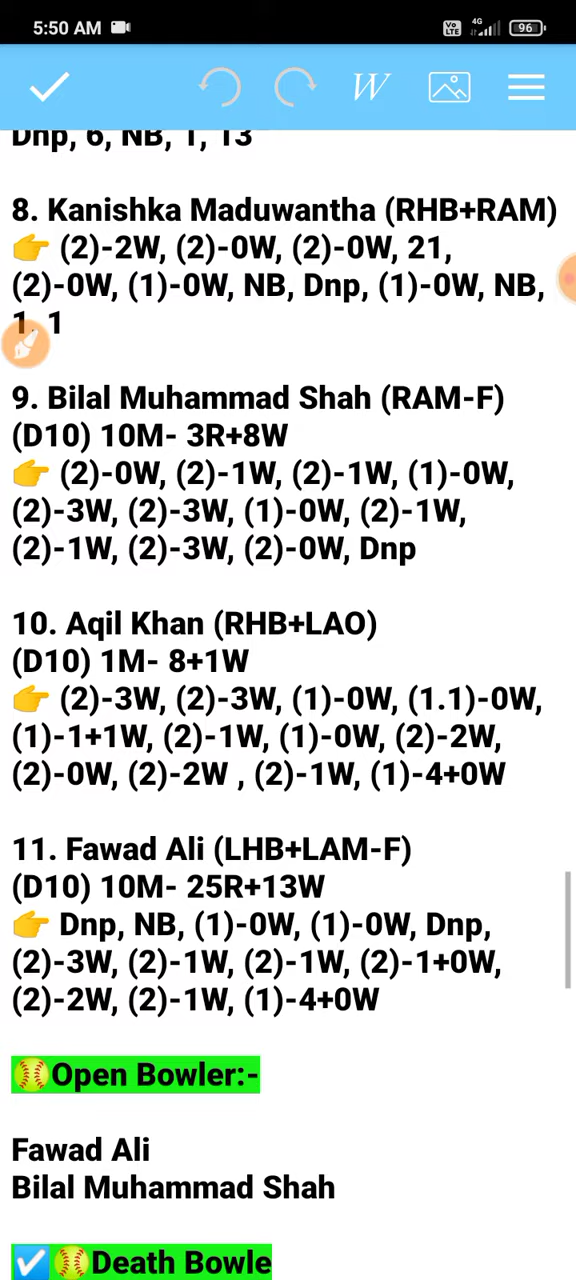 5:50 AM
Vo LTE 4G 96
W
Dnp, 6, NB, 1, 13
8. Kanishka Maduwantha (RHB+RAM)
👉 (2)-2W, (2)-0W, (2)-0W, 21,
(2)-0W, (1)-0W, NB, Dnp, (1)-0W, NB,
1, 1
9. Bilal Muhammad Shah (RAM-F)
(D10) 10M- 3R+8W
👉 (2)-0W, (2)-1W, (2)-1W, (1)-0W,
(2)-3W, (2)-3W, (1)-0W, (2)-1W,
(2)-1W, (2)-3W, (2)-0W, Dnp
10. Aqil Khan (RHB+LAO)
(D10) 1M- 8+1W
👉 (2)-3W, (2)-3W, (1)-0W, (1.1)-0W,
(1)-1+1W, (2)-1W, (1)-0W, (2)-2W,
(2)-0W, (2)-2W , (2)-1W, (1)-4+0W
11. Fawad Ali (LHB+LAM-F)
(D10) 10M- 25R+13W
👉 Dnp, NB, (1)-0W, (1)-0W, Dnp,
(2)-3W, (2)-1W, (2)-1W, (2)-1+0W,
(2)-2W, (2)-1W, (1)-4+0W
⚾Open Bowler:-
Fawad Ali
Bilal Muhammad Shah
☑️⚾Death Bowle